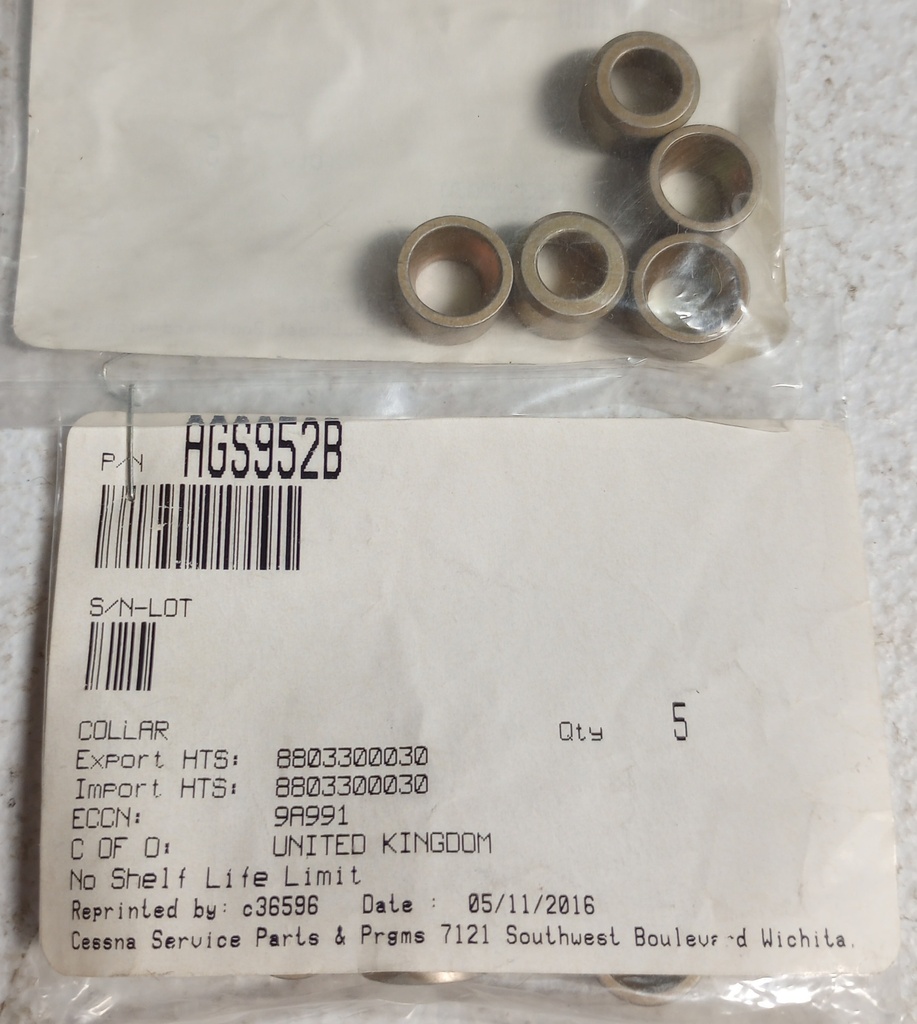 P/N AGS952B
S/N-LOT
COLLAR Qty 5
Export HTS: 8803300030
Import HTS: 8803300030
ECCN: 9A991
C OF O: UNITED KINGDOM
No Shelf Life Limit
Reprinted by: c36596 Date : 05/11/2016
Cessna Service Parts & Prgms 7121 Southwest Boulevard Wichita,